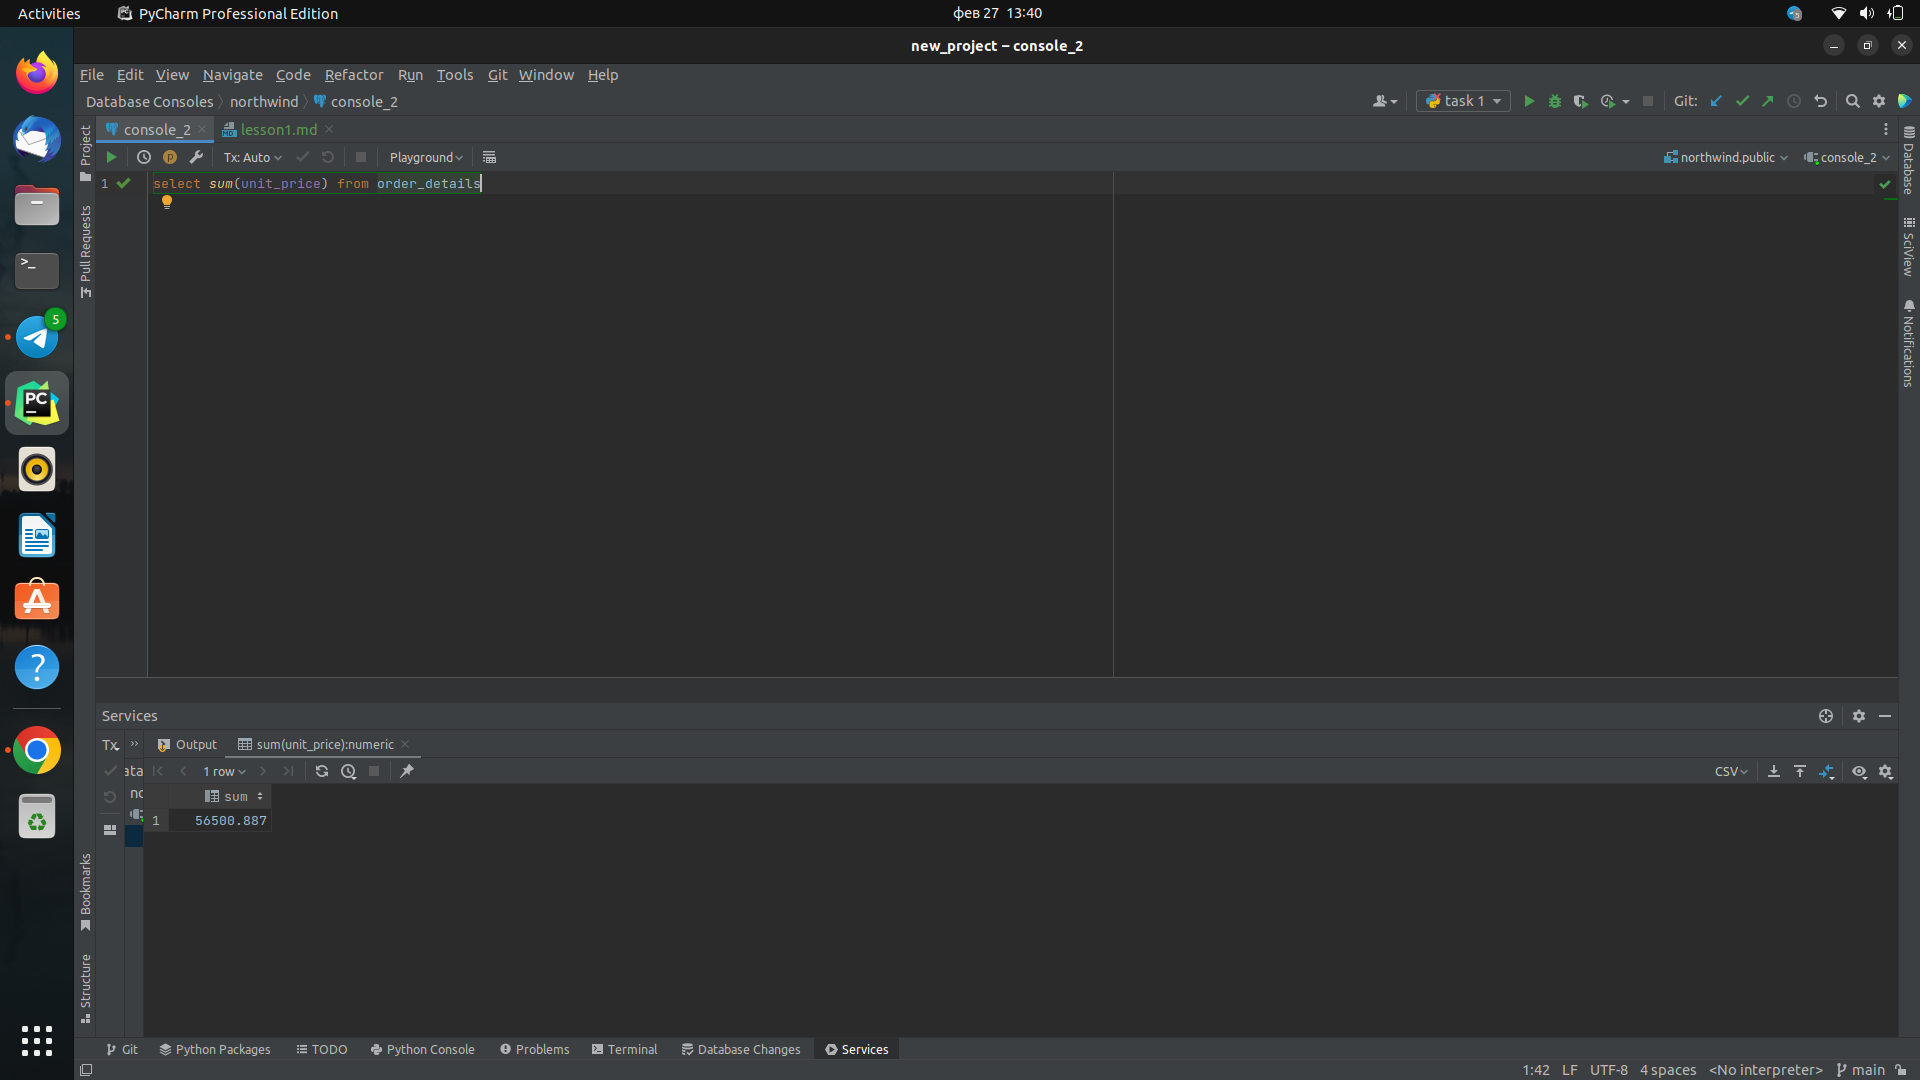 Activities
PyCharm Professional Edition
фев 27 13:40
new_project – console_2
File Edit View Navigate Code Refactor Run Tools Git Window Help
Database Consoles northwind console_2
task 1
Git:
console_2
lesson1.md
Tx: Auto
Playground
northwind.public
console_2
1
select sum(unit_price) from order_details
Project
Pull Requests
Bookmarks
Structure
Database
SciView
Notifications
5
PC
Services
Tx
Output
sum(unit_price):numeric
ata
1 row
CSV
no
sum
1
56500.887
Git
Python Packages
TODO
Python Console
Problems
Terminal
Database Changes
Services
1:42 LF UTF-8 4 spaces <No interpreter> main